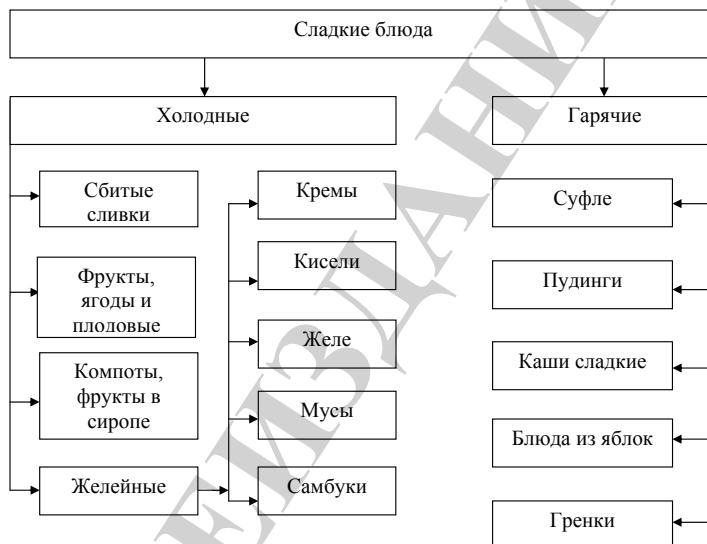 Сладкие блюда
Холодные
Гарячие
Сбитые
сливки
Фрукты,
ягоды и
плодовые
Компоты,
фрукты в
сиропе
Желейные
Кремы
Кисели
Желе
Мусы
Самбуки
Суфле
Пудинги
Каши сладкие
Блюда из яблок
Гренки